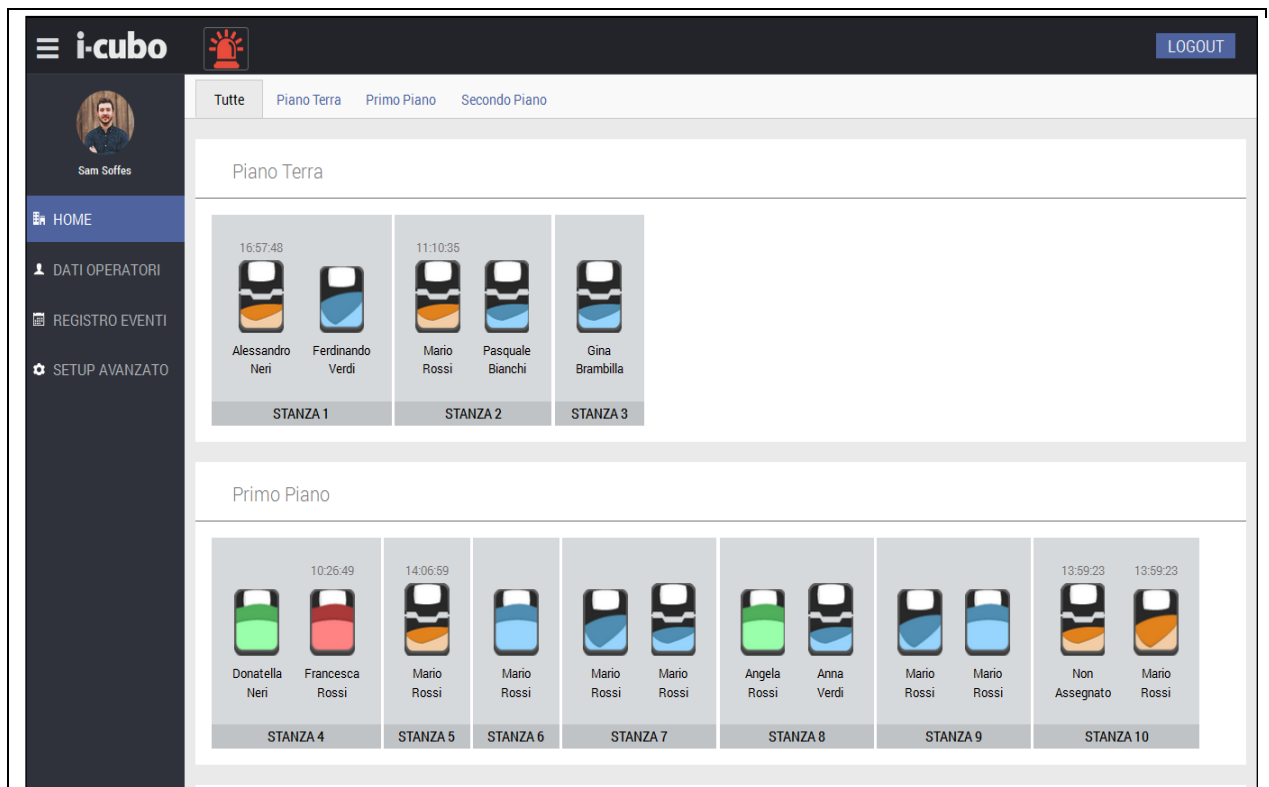 i-cubo
LOGOUT
Sam Soffes
HOME
DATI OPERATORI
REGISTRO EVENTI
SETUP AVANZATO
Tutte Piano Terra Primo Piano Secondo Piano
Piano Terra
16:57:48 11:10:35
Alessandro Ferdinando Mario Pasquale Gina
Neri Verdi Rossi Bianchi Brambilla
STANZA 1 STANZA 2 STANZA 3
Primo Piano
10:26:49 14:06:59 13:59:23 13:59:23
Donatella Francesca Mario Mario Mario Mario Angela Anna Mario Mario Non Mario
Neri Rossi Rossi Rossi Rossi Rossi Rossi Verdi Rossi Rossi Assegnato Rossi
STANZA 4 STANZA 5 STANZA 6 STANZA 7 STANZA 8 STANZA 9 STANZA 10